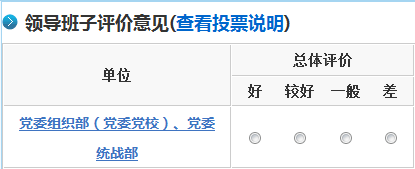 领导班子评价意见(查看投票说明)
单位
总体评价
好 较好 一般 差
党委组织部（党委党校）、党委
统战部